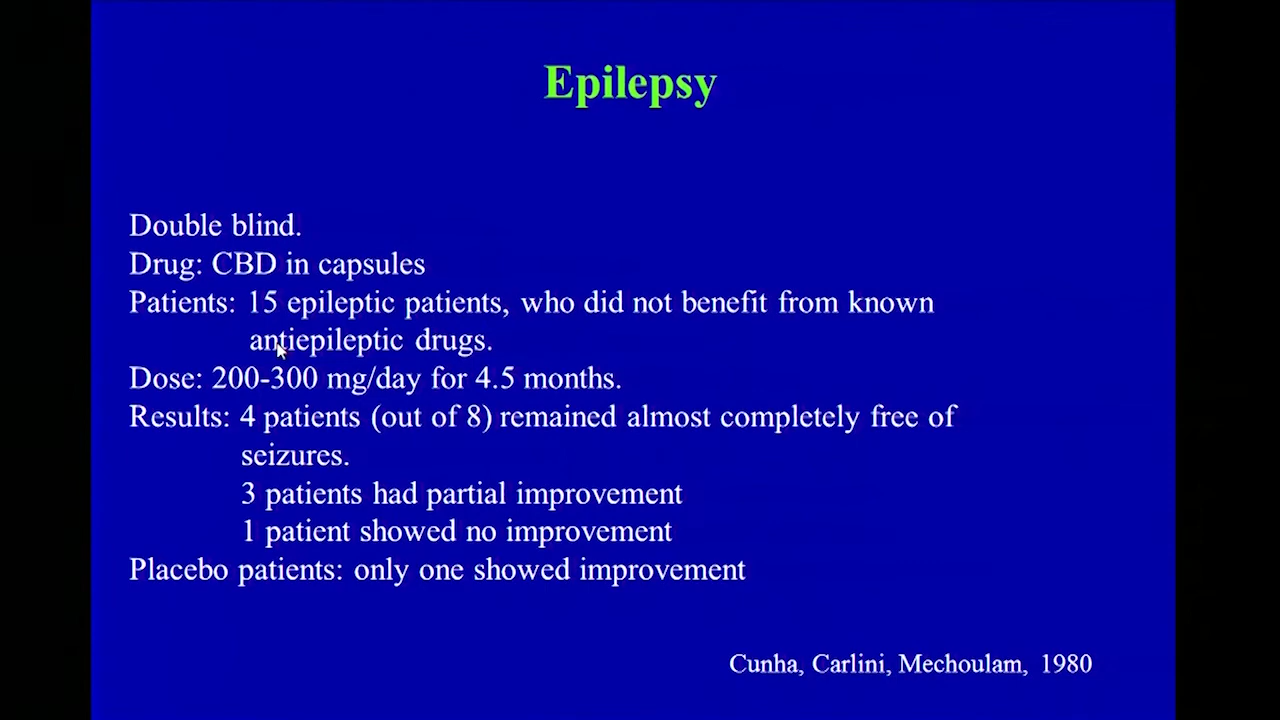 Epilepsy
Double blind.
Drug: CBD in capsules
Patients: 15 epileptic patients, who did not benefit from known
antiepileptic drugs.
Dose: 200-300 mg/day for 4.5 months.
Results: 4 patients (out of 8) remained almost completely free of
seizures.
3 patients had partial improvement
1 patient showed no improvement
Placebo patients: only one showed improvement
Cunha, Carlini, Mechoulam, 1980